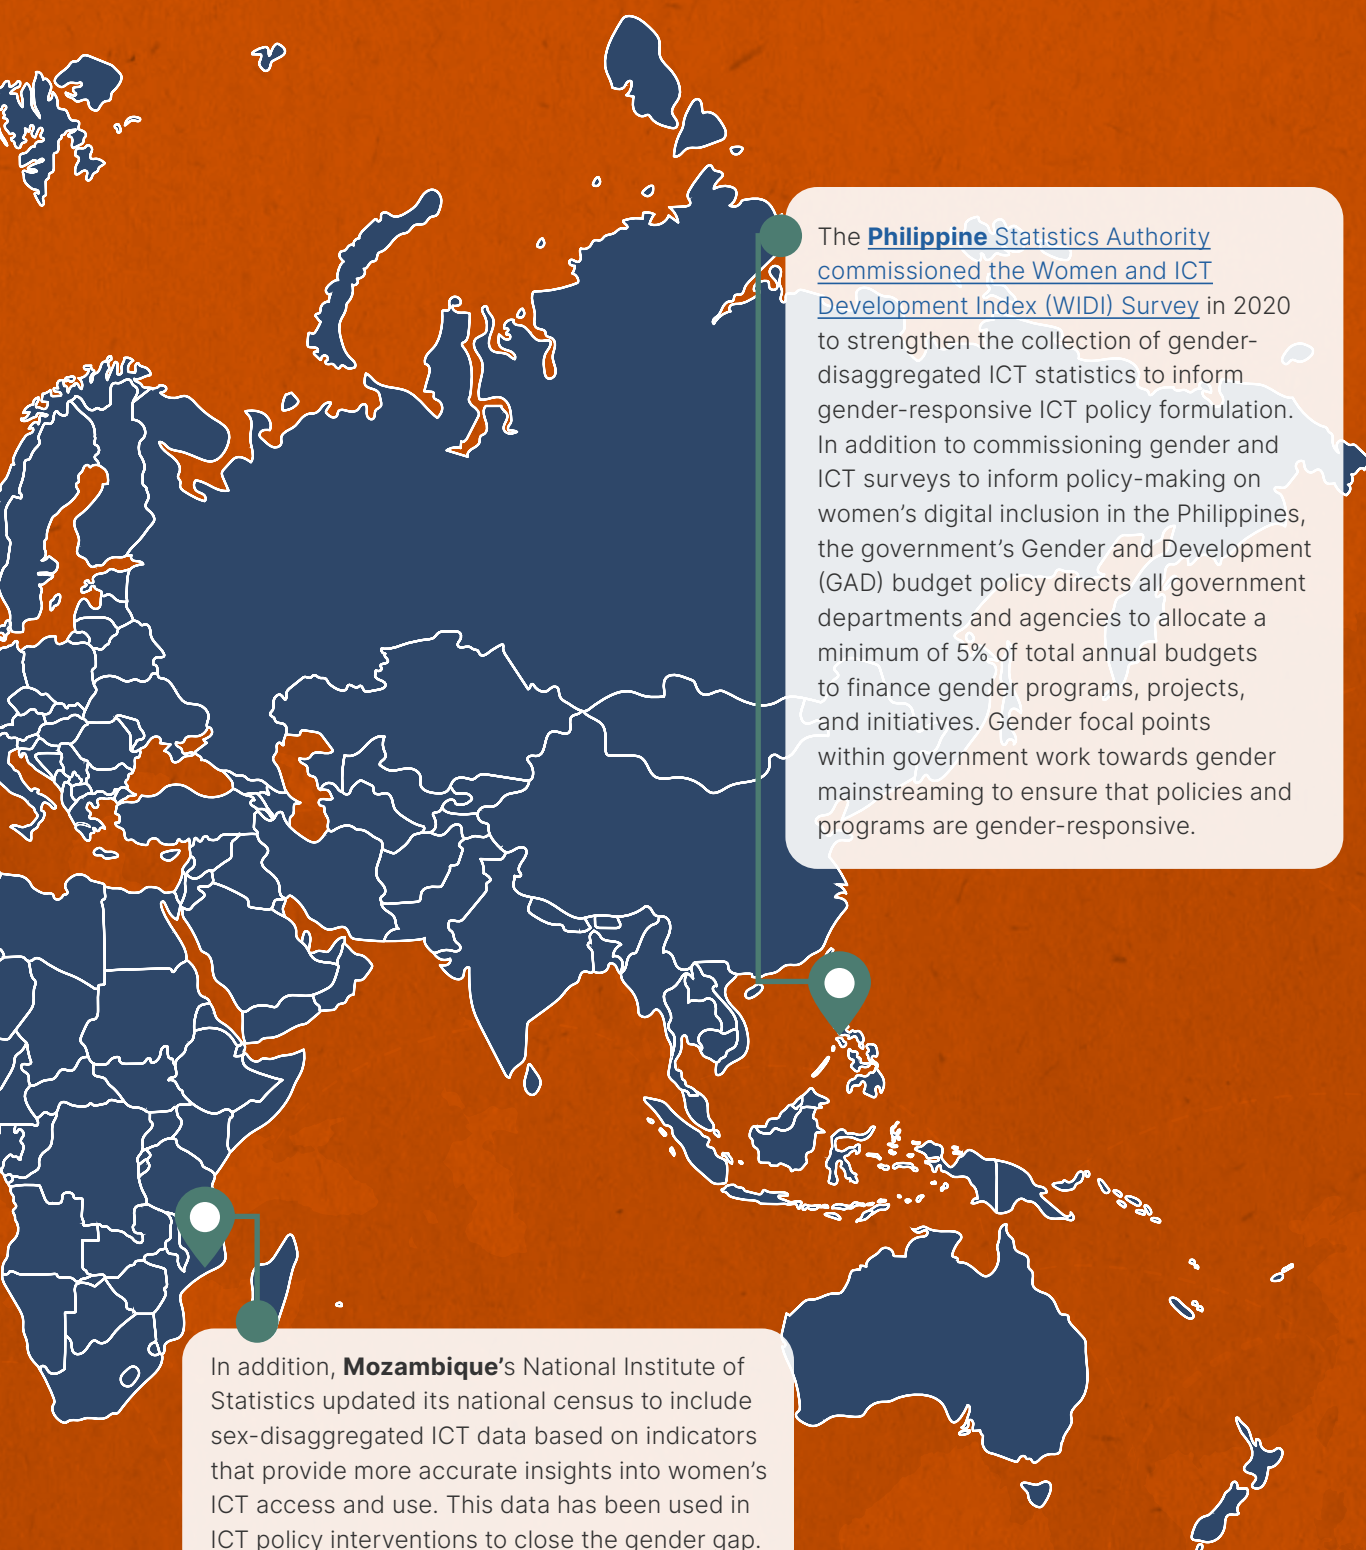 The Philippine Statistics Authority
commissioned the Women and ICT
Development Index (WIDI) Survey in 2020
to strengthen the collection of gender-
disaggregated ICT statistics to inform
gender-responsive ICT policy formulation.
In addition to commissioning gender and
ICT surveys to inform policy-making on
women’s digital inclusion in the Philippines,
the government’s Gender and Development
(GAD) budget policy directs all government
departments and agencies to allocate a
minimum of 5% of total annual budgets
to finance gender programs, projects,
and initiatives. Gender focal points
within government work towards gender
mainstreaming to ensure that policies and
programs are gender-responsive.
In addition, Mozambique’s National Institute of
Statistics updated its national census to include
sex-disaggregated ICT data based on indicators
that provide more accurate insights into women’s
ICT access and use. This data has been used in
ICT policy interventions to close the gender gap.